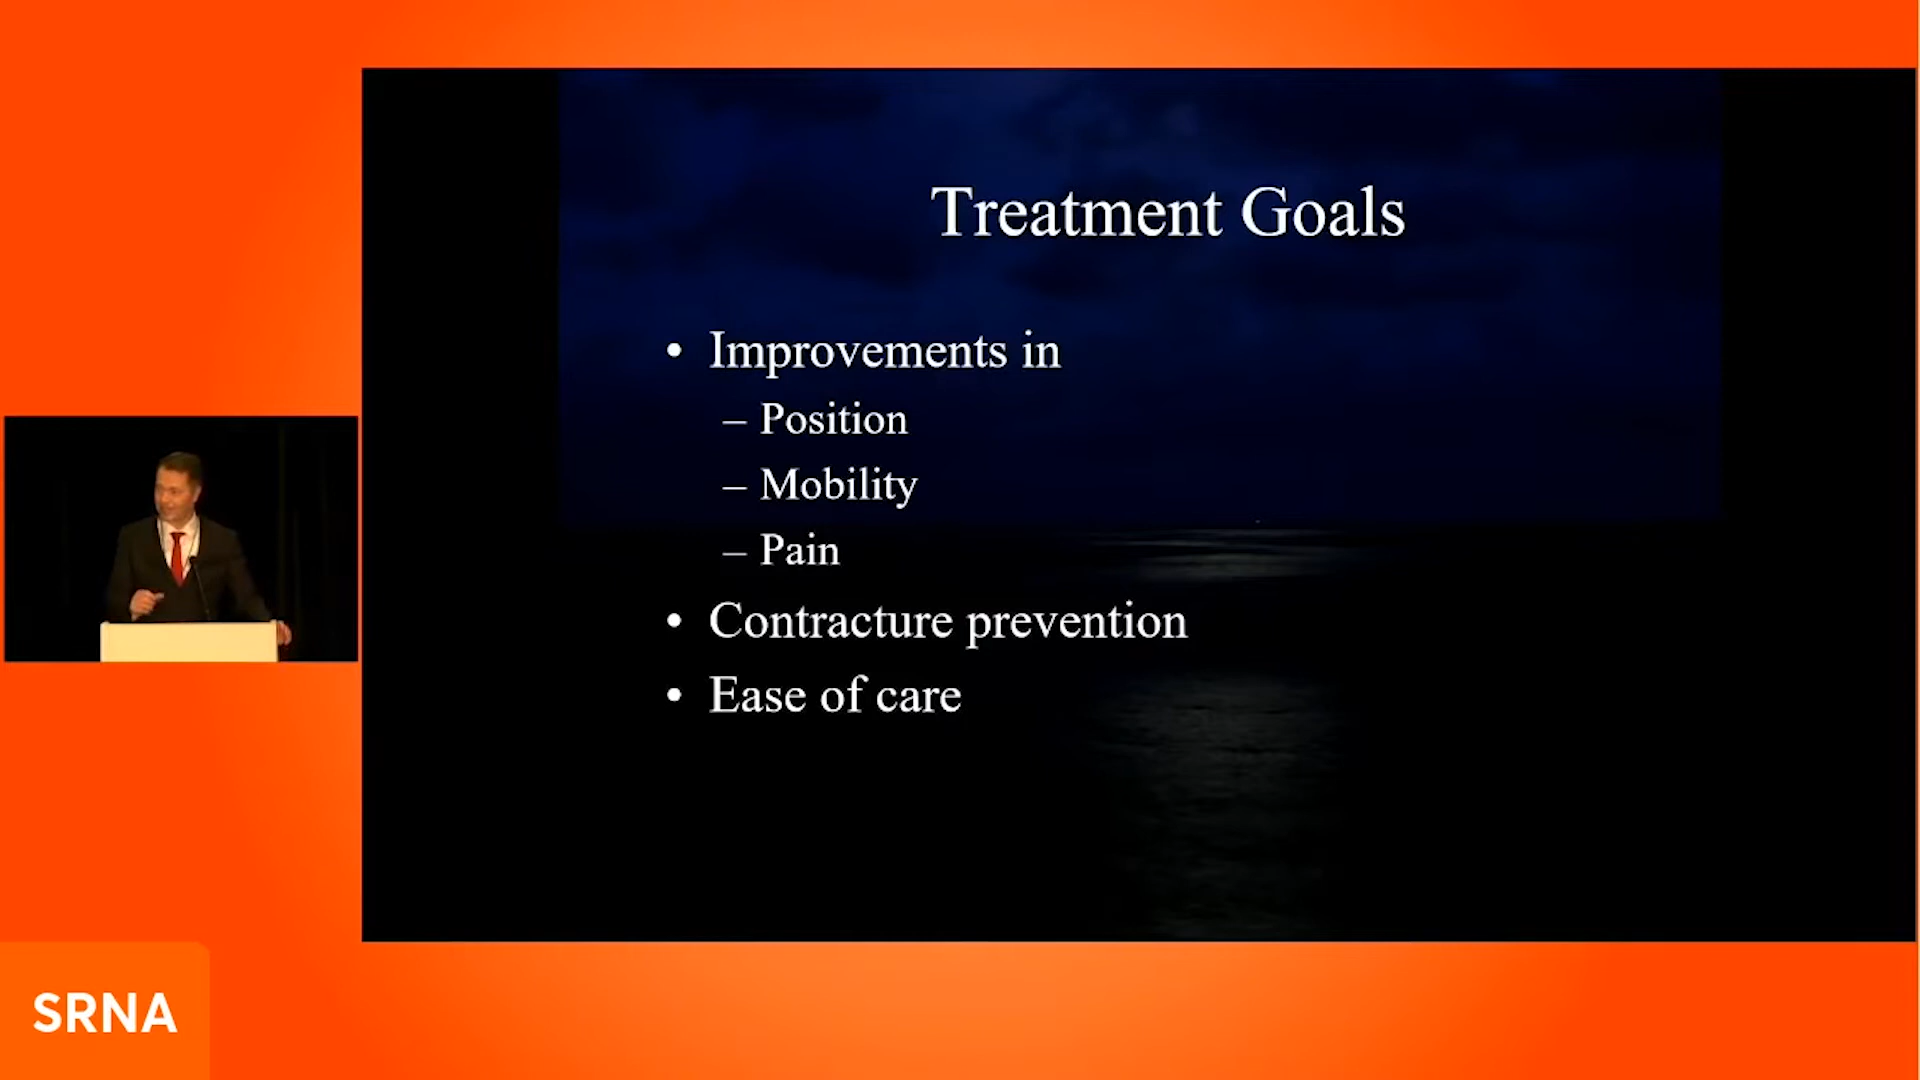 Treatment Goals
• Improvements in
– Position
– Mobility
– Pain
• Contracture prevention
• Ease of care
SRNA